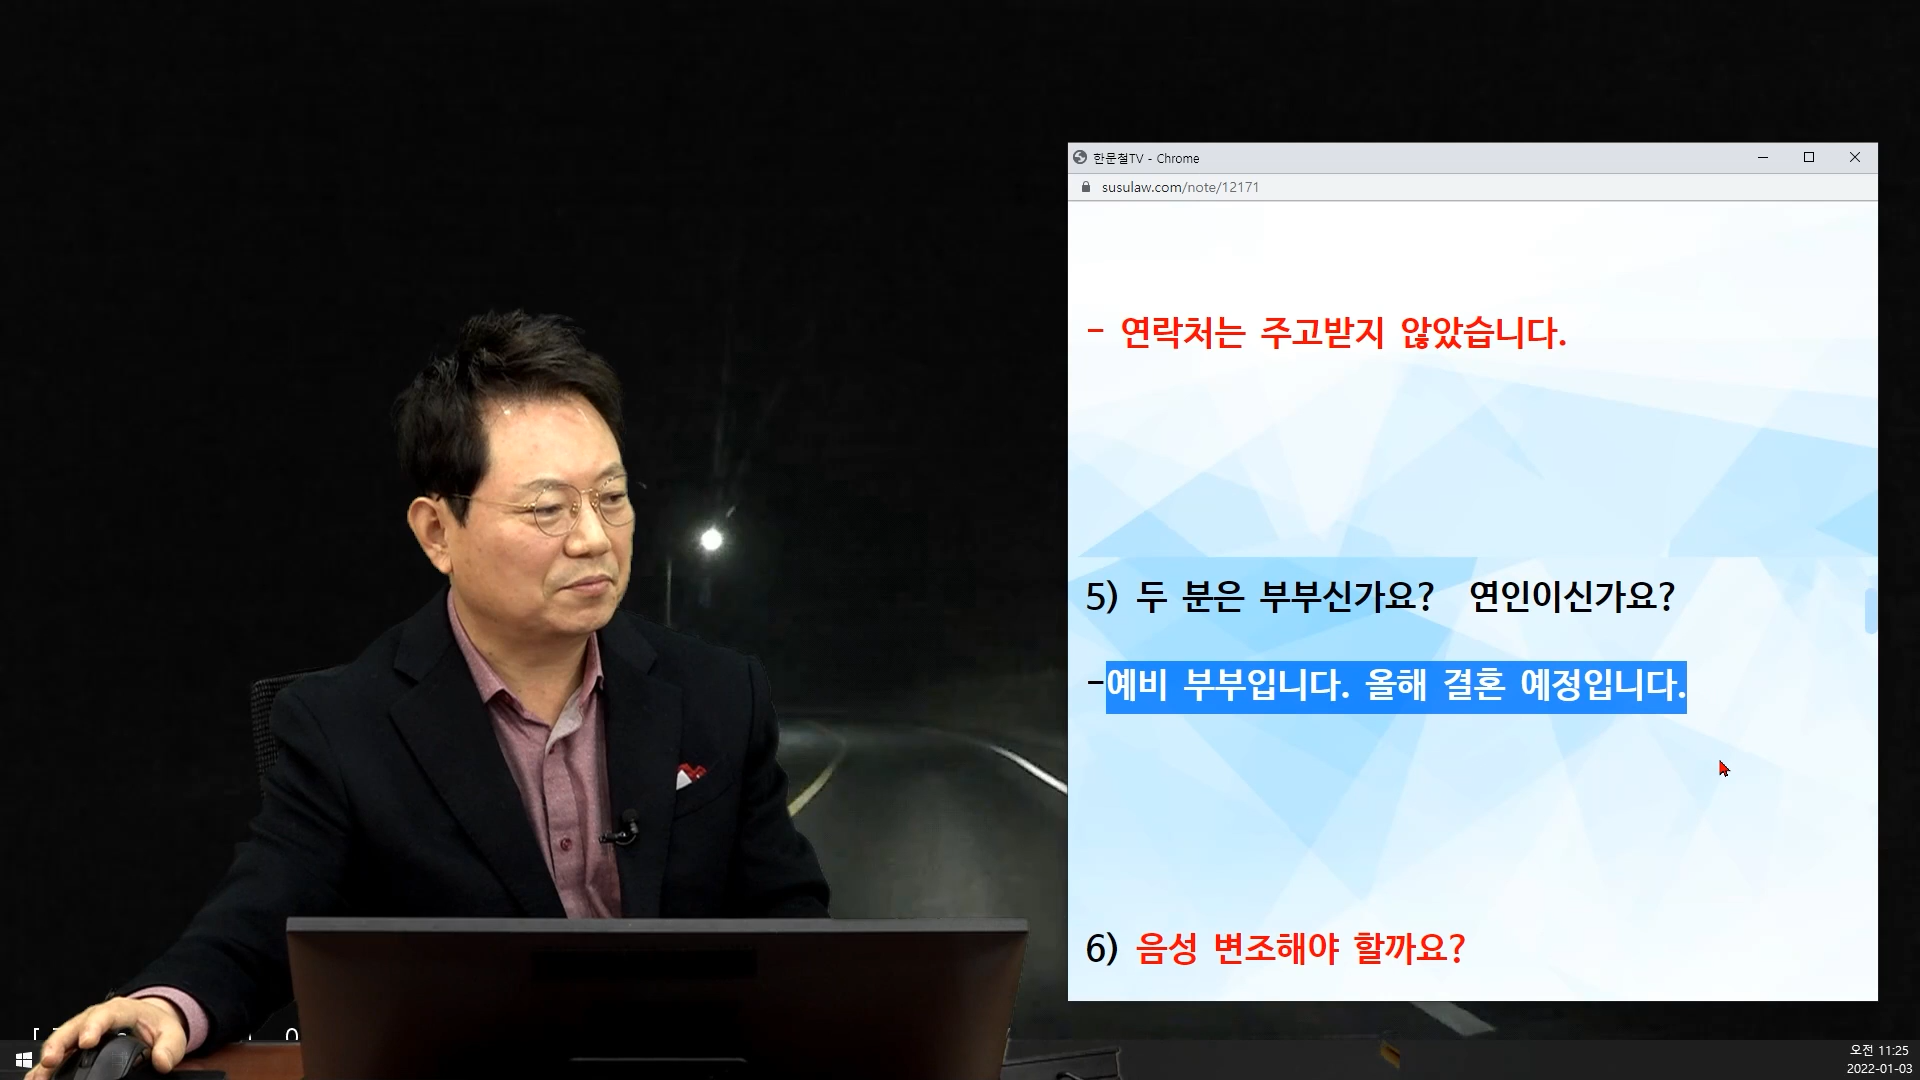 한문철TV - Chrome
susulaw.com/note/12171
- 연락처는 주고받지 않았습니다.
5) 두 분은 부부신가요? 연인이신가요?
-예비 부부입니다. 올해 결혼 예정입니다.
6) 음성 변조해야 할까요?
오전 11:25
2022-01-03